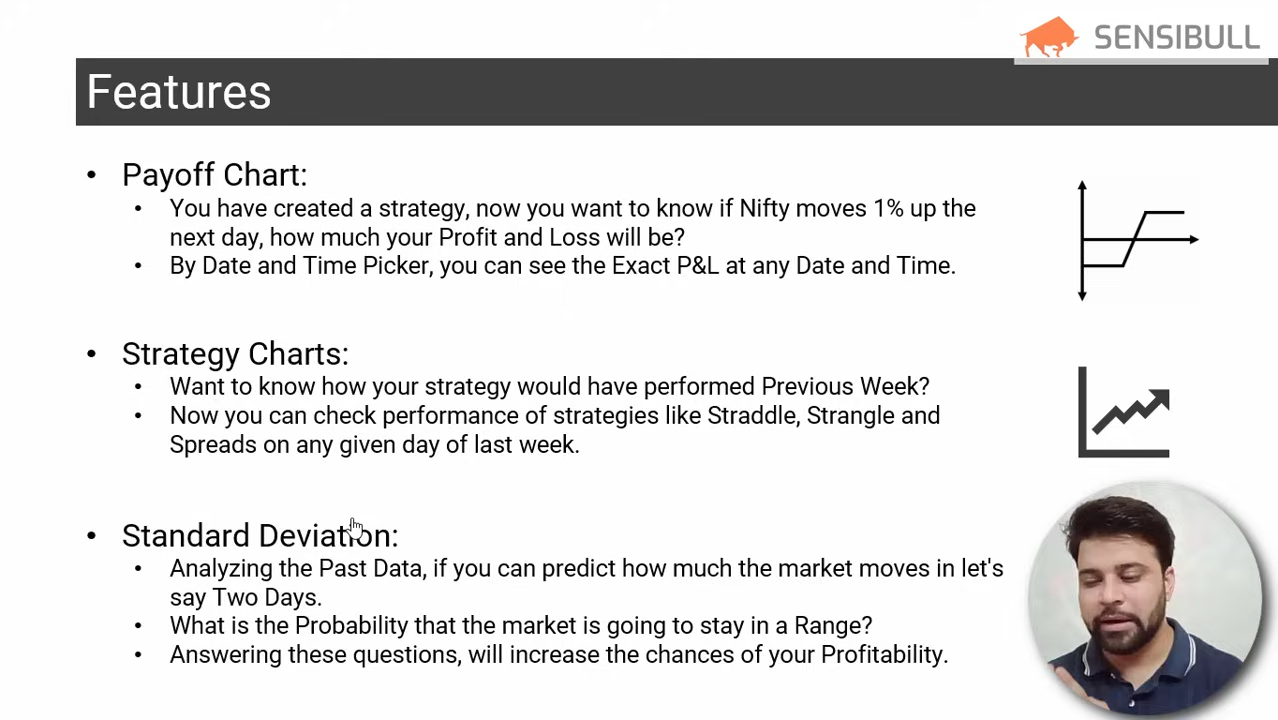 SENSIBULL
Features
• Payoff Chart:
• You have created a strategy, now you want to know if Nifty moves 1% up the
next day, how much your Profit and Loss will be?
• By Date and Time Picker, you can see the Exact P&L at any Date and Time.
• Strategy Charts:
• Want to know how your strategy would have performed Previous Week?
• Now you can check performance of strategies like Straddle, Strangle and
Spreads on any given day of last week.
• Standard Deviation:
• Analyzing the Past Data, if you can predict how much the market moves in let's
say Two Days.
• What is the Probability that the market is going to stay in a Range?
• Answering these questions, will increase the chances of your Profitability.